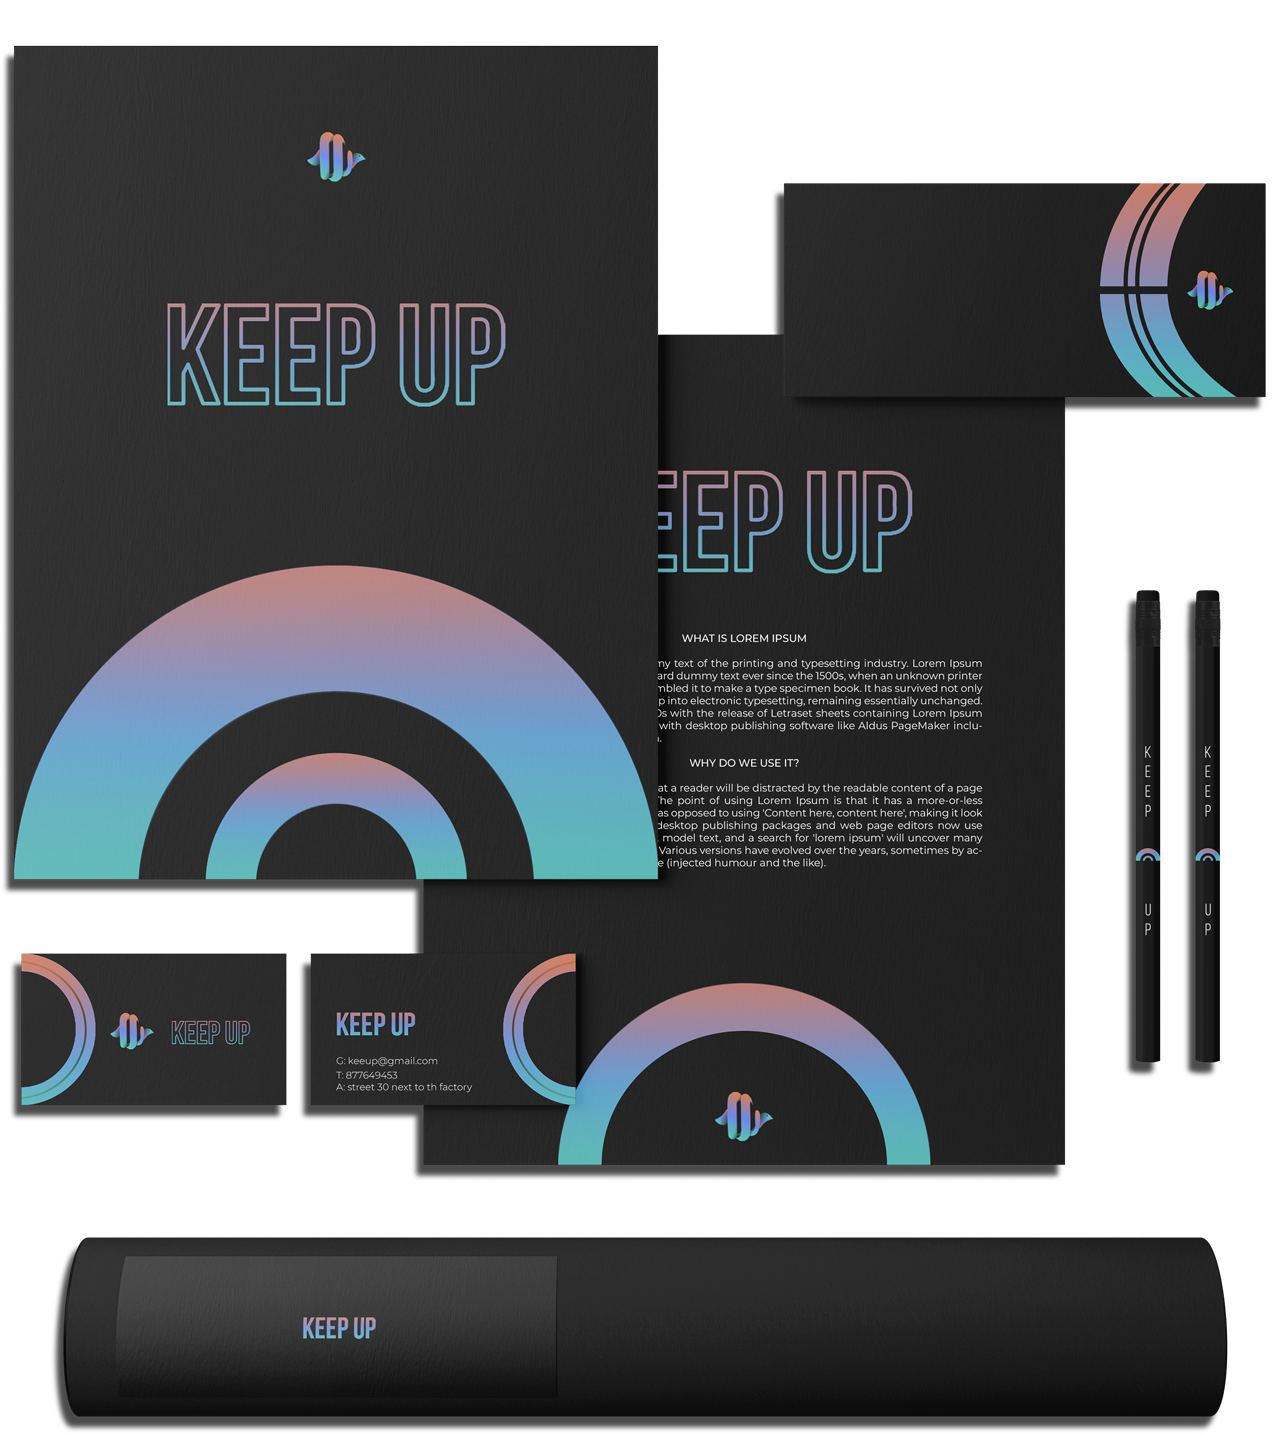 KEEP UP
EEP UP
WHAT IS LOREM IPSUM
my text of the printing and typesetting industry. Lorem Ipsum
ard dummy text ever since the 1500s, when an unknown printer
mbled it to make a type specimen book. It has survived not only
p into electronic typesetting, remaining essentially unchanged.
0s with the release of Letraset sheets containing Lorem Ipsum
with desktop publishing software like Aldus PageMaker inclu-
n.
WHY DO WE USE IT?
at a reader will be distracted by the readable content of a page
The point of using Lorem Ipsum is that it has a more-or-less
as opposed to using 'Content here, content here', making it look
desktop publishing packages and web page editors now use
model text, and a search for 'lorem ipsum' will uncover many
Various versions have evolved over the years, sometimes by ac-
e (injected humour and the like).
KEEP UP
KEEP UP
KEEP UP
G: keeup@gmail.com
T: 877649453
A: street 30 next to th factory
KEEP UP
KEEP UP